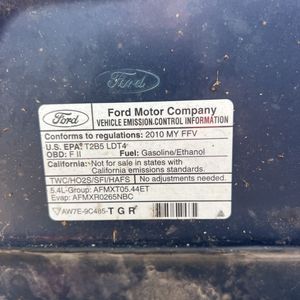 Ford
Ford
Ford Motor Company
VEHICLE EMISSION CONTROL INFORMATION
Conforms to regulations: 2010 MY FFV
U.S. EPA: T2B5 LDT4
OBD: F II Fuel: Gasoline/Ethanol
California: Not for sale in states with
California emissions standards.
TWC/HO2S/SFI/HAFS No adjustments needed.
5.4L-Group: AFMXT05.44ET
Evap: AFMXR0265NBC
AW7E-9C485-T G R